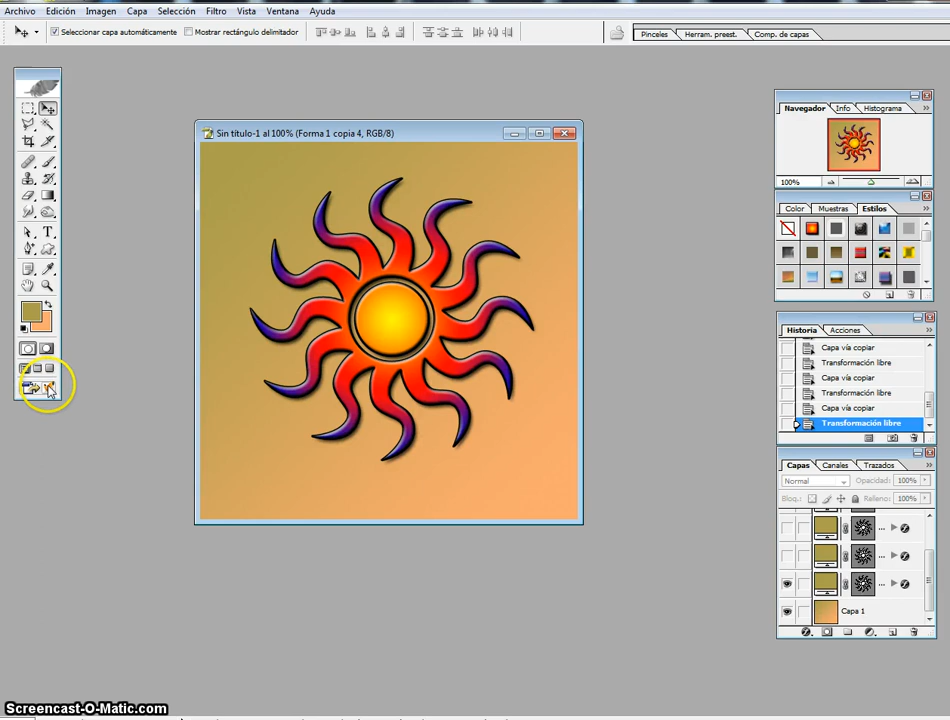 Archivo Edición Imagen Capa Selección Filtro Vista Ventana Ayuda
Seleccionar capa automáticamente Mostrar rectángulo delimitador Pinceles Herram. preest. Comp. de capas
Sin título-1 al 100% (Forma 1 copia 4, RGB/8)
Navegador Info Histograma
100%
Color Muestras Estilos
Historia Acciones
Capa vía copiar
Transformación libre
Capa vía copiar
Transformación libre
Capa vía copiar
Transformación libre
Capas Canales Trazados
Normal Opacidad: 100%
Bloq.: Relleno: 100%
Capa 1
Screencast-O-Matic.com